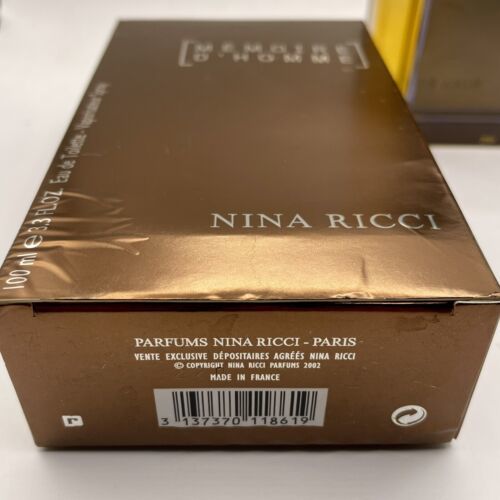 [MÉMOIRE
D'HOMME]
NINA RICCI
100 ml e 3.3 FL.OZ. Eau de Toilette - Vaporisateur Spray
PARFUMS NINA RICCI - PARIS
VENTE EXCLUSIVE DÉPOSITAIRES AGRÉÉS NINA RICCI
© COPYRIGHT NINA RICCI PARFUMS 2002
MADE IN FRANCE
r
3 137370 118619